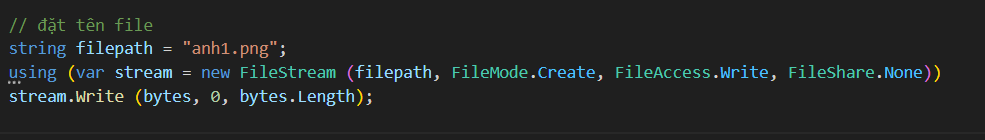 // đặt tên file
string filepath = "anh1.png";
using (var stream = new FileStream (filepath, FileMode.Create, FileAccess.Write, FileShare.None))
stream.Write (bytes, 0, bytes.Length);